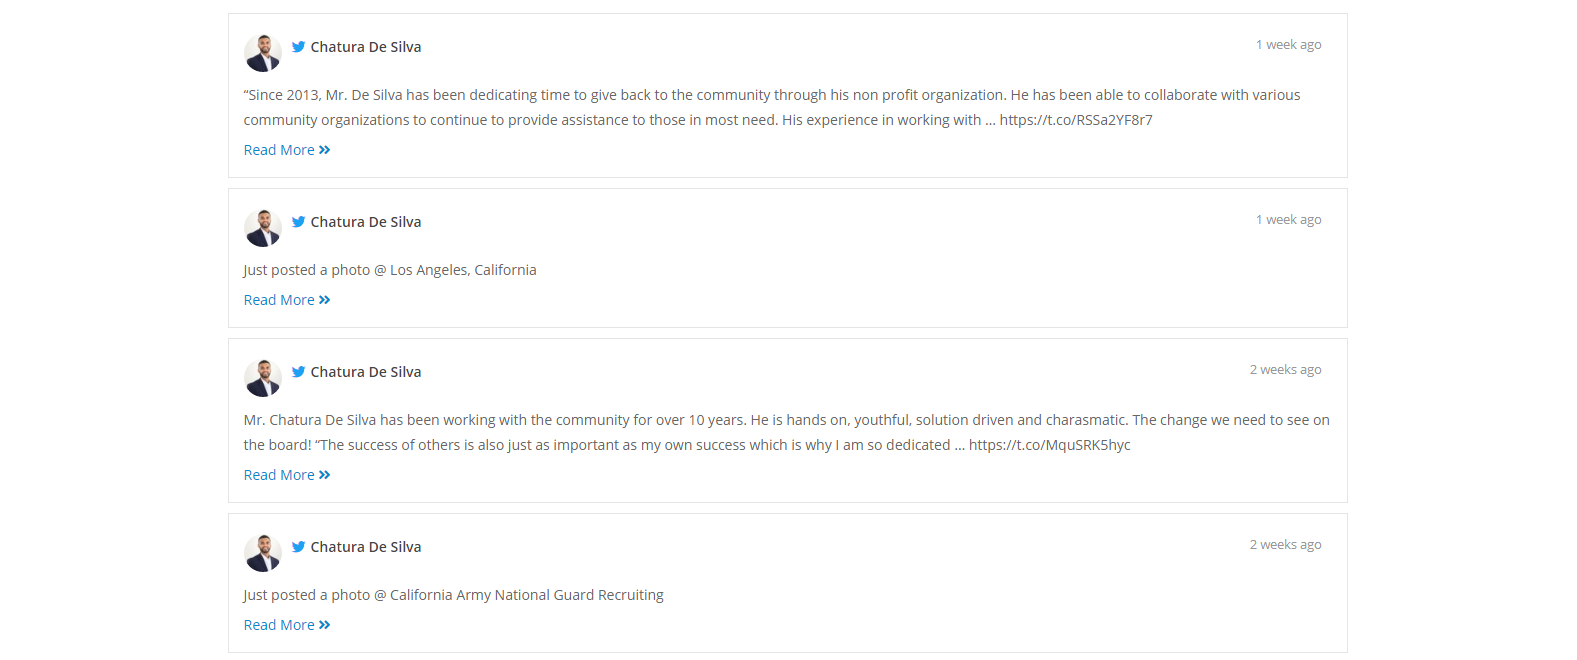 Chatura De Silva
1 week ago
“Since 2013, Mr. De Silva has been dedicating time to give back to the community through his non profit organization. He has been able to collaborate with various
community organizations to continue to provide assistance to those in most need. His experience in working with ... https://t.co/RSSa2YF8r7
Read More »
Chatura De Silva
1 week ago
Just posted a photo @ Los Angeles, California
Read More »
Chatura De Silva
2 weeks ago
Mr. Chatura De Silva has been working with the community for over 10 years. He is hands on, youthful, solution driven and charasmatic. The change we need to see on
the board! “The success of others is also just as important as my own success which is why I am so dedicated ... https://t.co/MquSRK5hyc
Read More »
Chatura De Silva
2 weeks ago
Just posted a photo @ California Army National Guard Recruiting
Read More »